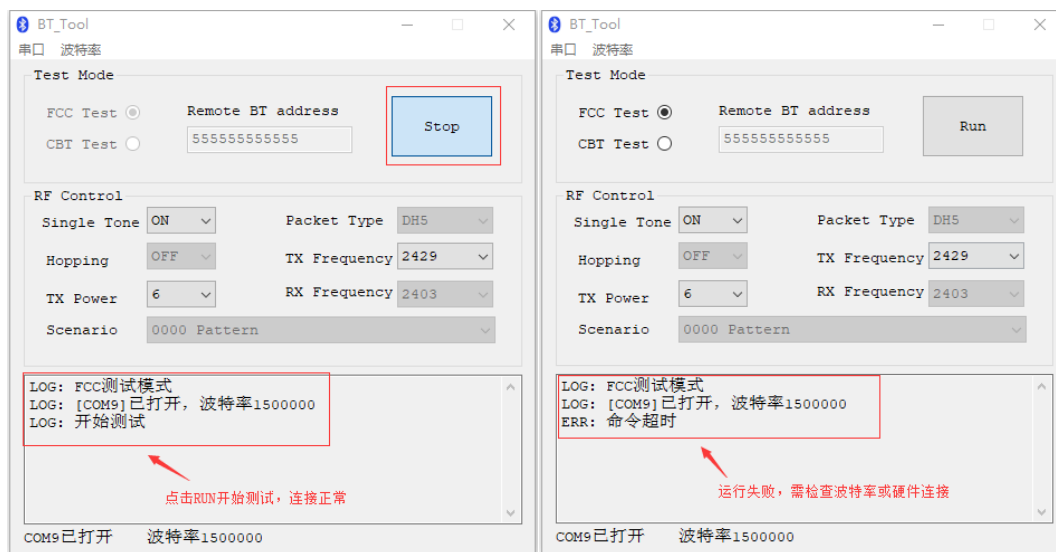 BT_Tool
串口 波特率
Test Mode
FCC Test
Remote BT address
CBT Test
555555555555
Stop
RF Control
Single Tone ON
Packet Type DH5
Hopping OFF
TX Frequency 2429
TX Power 6
RX Frequency 2403
Scenario 0000 Pattern
LOG: FCC测试模式
LOG: [COM9]已打开，波特率1500000
LOG: 开始测试
点击RUN开始测试，连接正常
COM9已打开 波特率1500000
BT_Tool
串口 波特率
Test Mode
FCC Test
Remote BT address
CBT Test
555555555555
Run
RF Control
Single Tone ON
Packet Type DH5
Hopping OFF
TX Frequency 2429
TX Power 6
RX Frequency 2403
Scenario 0000 Pattern
LOG: FCC测试模式
LOG: [COM9]已打开，波特率1500000
ERR: 命令超时
运行失败，需检查波特率或硬件连接
COM9已打开 波特率1500000